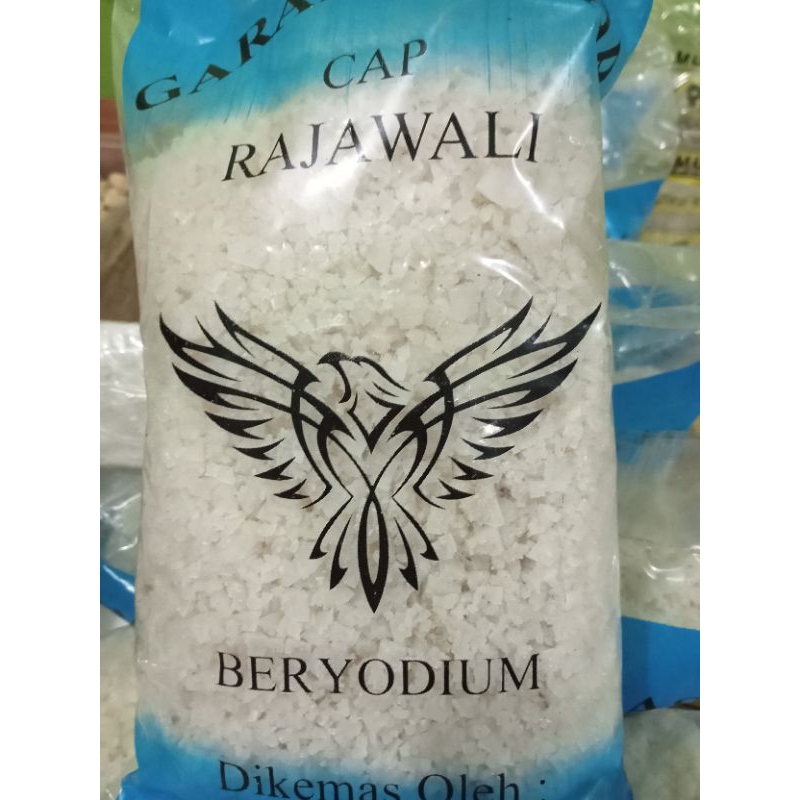 CAP
RAJAWALI
BERYODIUM
Dikemas Oleh :